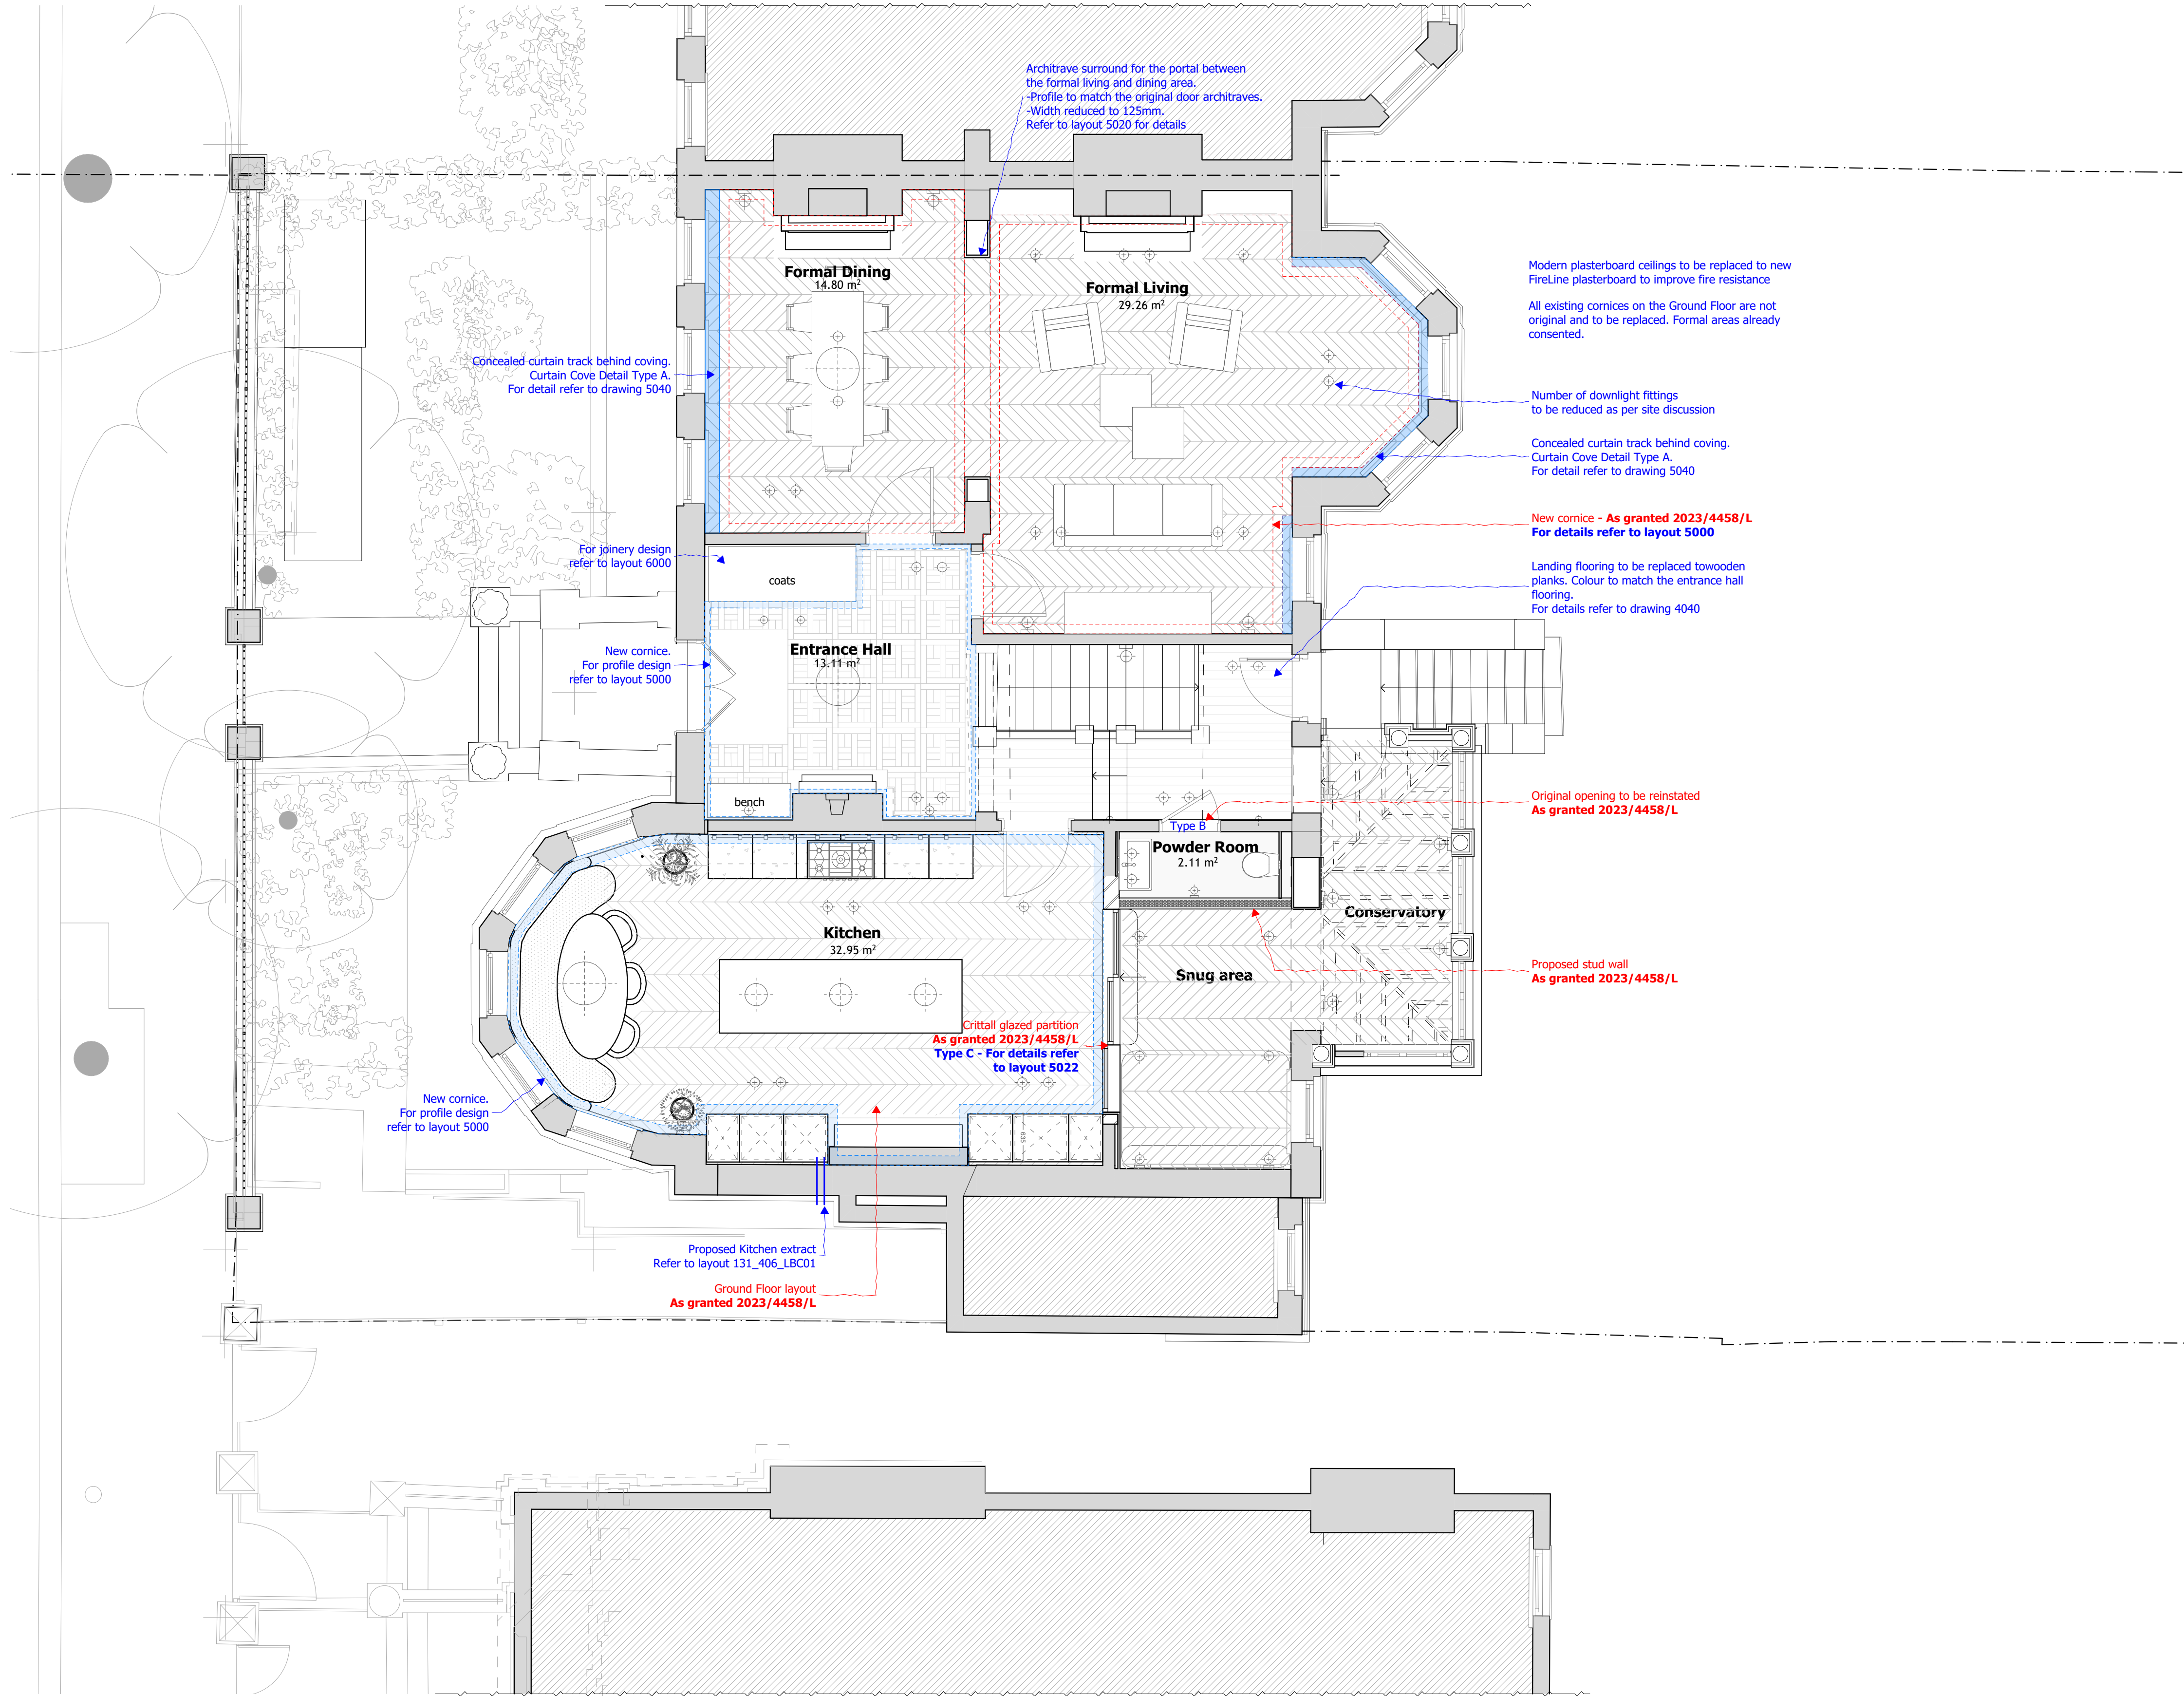 Architrave surround for the portal between
the formal living and dining area.
-Profile to match the original door architraves.
-Width reduced to 125mm.
Refer to layout 5020 for details
Formal Dining
14.80 m²
Formal Living
29.26 m²
Modern plasterboard ceilings to be replaced to new
FireLine plasterboard to improve fire resistance
All existing cornices on the Ground Floor are not
original and to be replaced. Formal areas already
consented.
Concealed curtain track behind coving.
Curtain Cove Detail Type A.
For detail refer to drawing 5040
Number of downlight fittings
to be reduced as per site discussion
Concealed curtain track behind coving.
Curtain Cove Detail Type A.
For detail refer to drawing 5040
New cornice - As granted 2023/4458/L
For details refer to layout 5000
For joinery design
refer to layout 6000
coats
Landing flooring to be replaced towooden
planks. Colour to match the entrance hall
flooring.
For details refer to drawing 4040
New cornice.
For profile design
refer to layout 5000
Entrance Hall
13.11 m²
bench
Original opening to be reinstated
As granted 2023/4458/L
Type B
Powder Room
2.11 m²
Conservatory
Kitchen
32.95 m²
Snug area
Proposed stud wall
As granted 2023/4458/L
Crittall glazed partition
As granted 2023/4458/L
Type C - For details refer
to layout 5022
New cornice.
For profile design
refer to layout 5000
635
Proposed Kitchen extract
Refer to layout 131_406_LBC01
Ground Floor layout
As granted 2023/4458/L